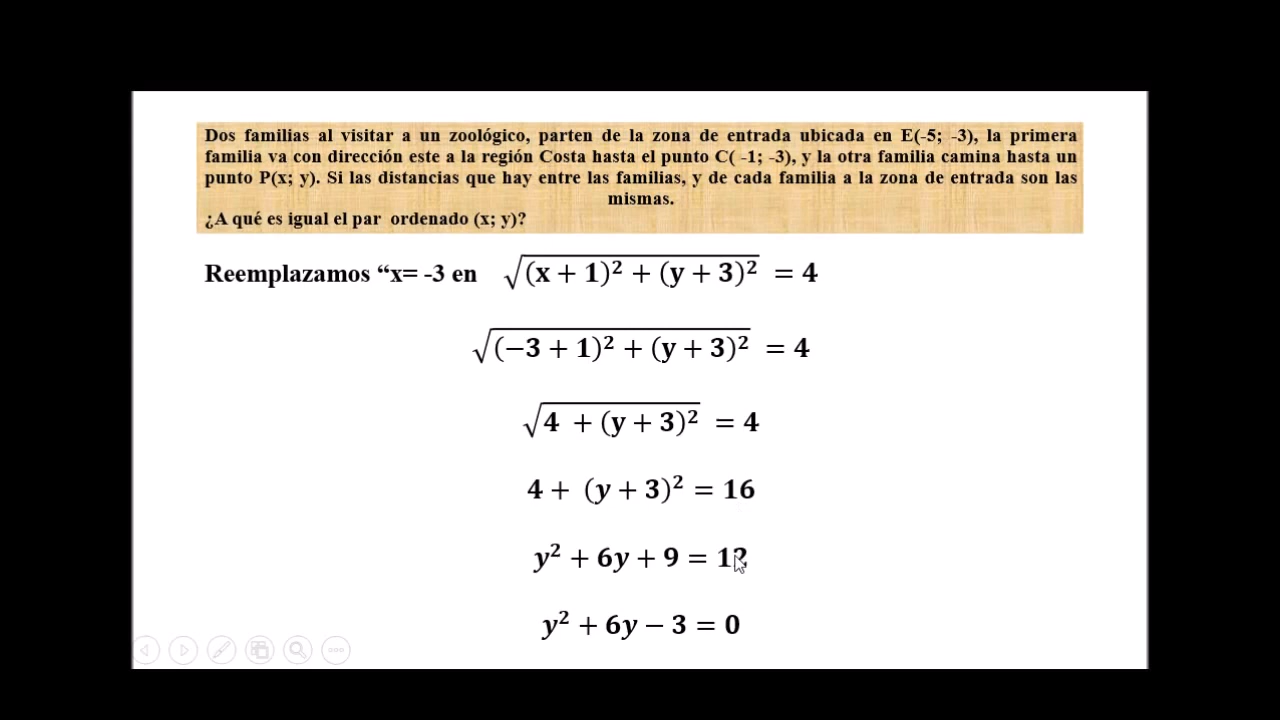 Dos familias al visitar a un zoológico, parten de la zona de entrada ubicada en E(-5; -3), la primera
familia va con dirección este a la región Costa hasta el punto C( -1; -3), y la otra familia camina hasta un
punto P(x; y). Si las distancias que hay entre las familias, y de cada familia a la zona de entrada son las
mismas.
¿A qué es igual el par ordenado (x; y)?
Reemplazamos “x= -3 en √(x + 1)² + (y + 3)² = 4
√(−3 + 1)² + (y + 3)² = 4
√4 + (y + 3)² = 4
4 + (y + 3)² = 16
y² + 6y + 9 = 12
y² + 6y − 3 = 0